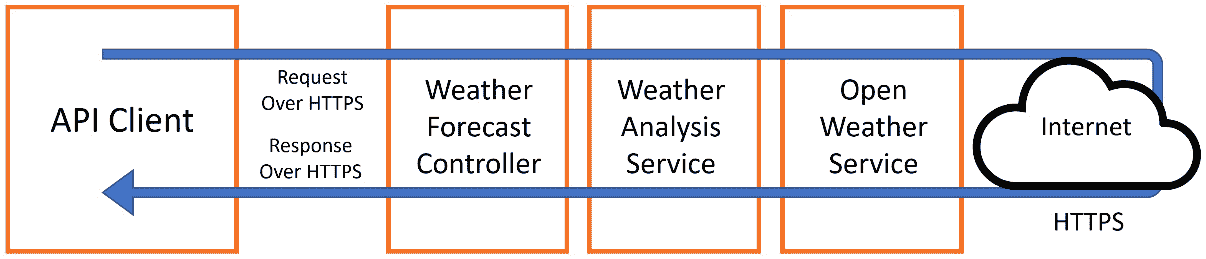 API Client
Request
Over HTTPS
Response
Over HTTPS
Weather
Forecast
Controller
Weather
Analysis
Service
Open
Weather
Service
Internet
HTTPS